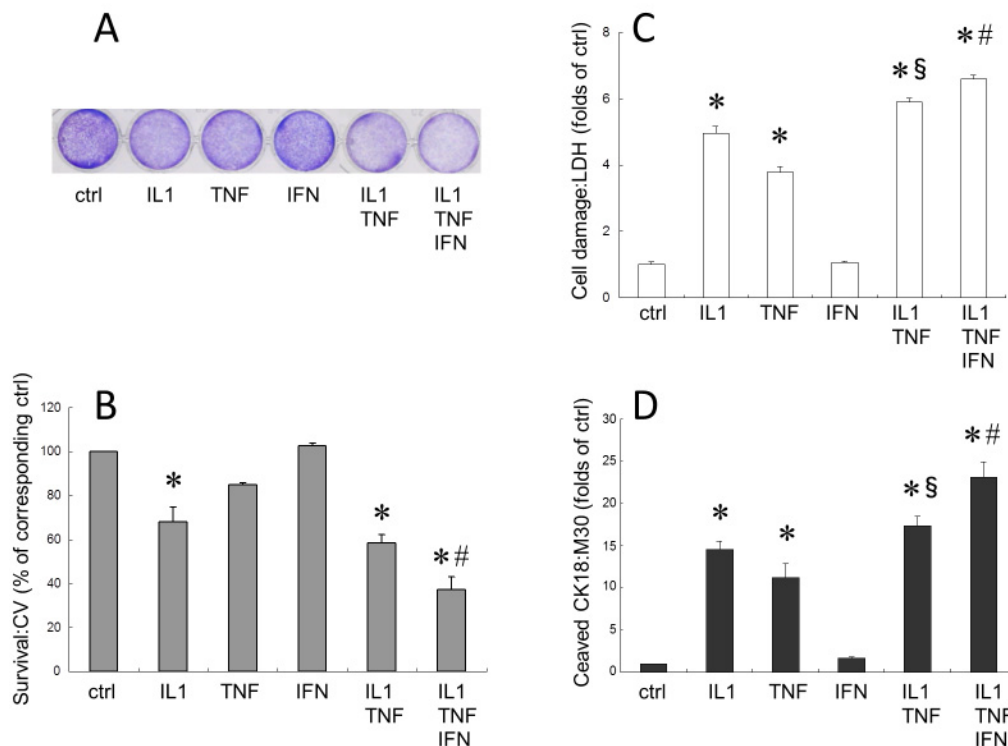 A
ctrl IL1 TNF IFN IL1 IL1
TNF TNF
IFN
B
Survival:CV (% of corresponding ctrl)
120
100
80
60
40
20
0
*
*
*#
ctrl IL1 TNF IFN IL1 IL1
TNF TNF
IFN
C
Cell damage:LDH (folds of ctrl)
8
6
4
2
0
*
*
*§
*#
ctrl IL1 TNF IFN IL1 IL1
TNF TNF
IFN
D
Ceaved CK18:M30 (folds of ctrl)
30
25
20
15
10
5
0
*
*
*§
*#
ctrl IL1 TNF IFN IL1 IL1
TNF TNF
IFN